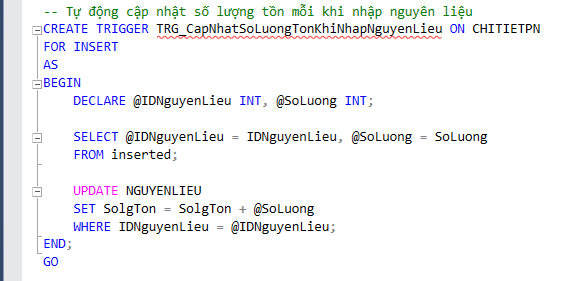 -- Tự động cập nhật số lượng tồn mỗi khi nhập nguyên liệu
CREATE TRIGGER TRG_CapNhatSoLuongTonKhiNhapNguyenLieu ON CHITIETPN
FOR INSERT
AS
BEGIN
    DECLARE @IDNguyenLieu INT, @SoLuong INT;

    SELECT @IDNguyenLieu = IDNguyenLieu, @SoLuong = SoLuong
    FROM inserted;

    UPDATE NGUYENLIEU
    SET SolgTon = SolgTon + @SoLuong
    WHERE IDNguyenLieu = @IDNguyenLieu;
END;
GO